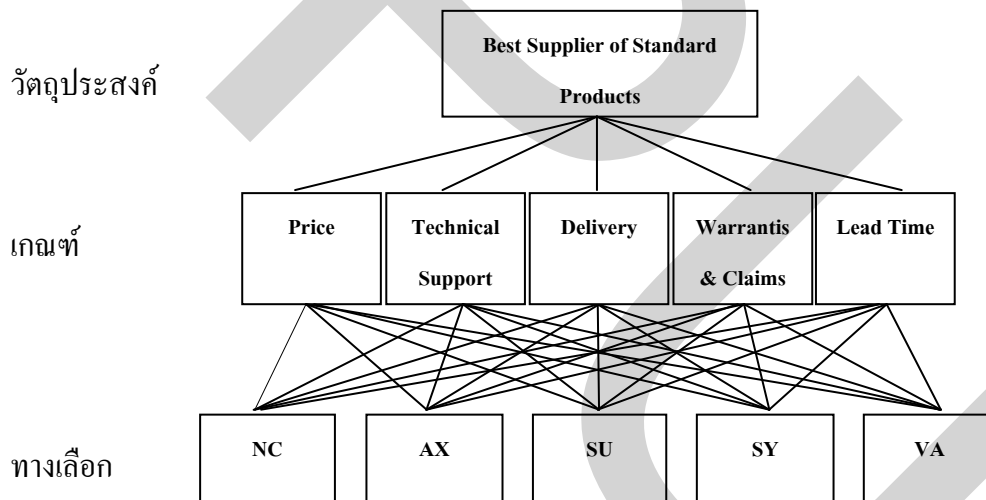 Best Supplier of Standard
Products
วัตถุประสงค์
Price
Technical
Support
Delivery
Warrantis
& Claims
Lead Time
เกณฑ์
NC
AX
SU
SY
VA
ทางเลือก